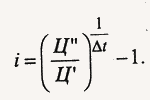 i = (Ц" / Ц')^(1/Δt) − 1.